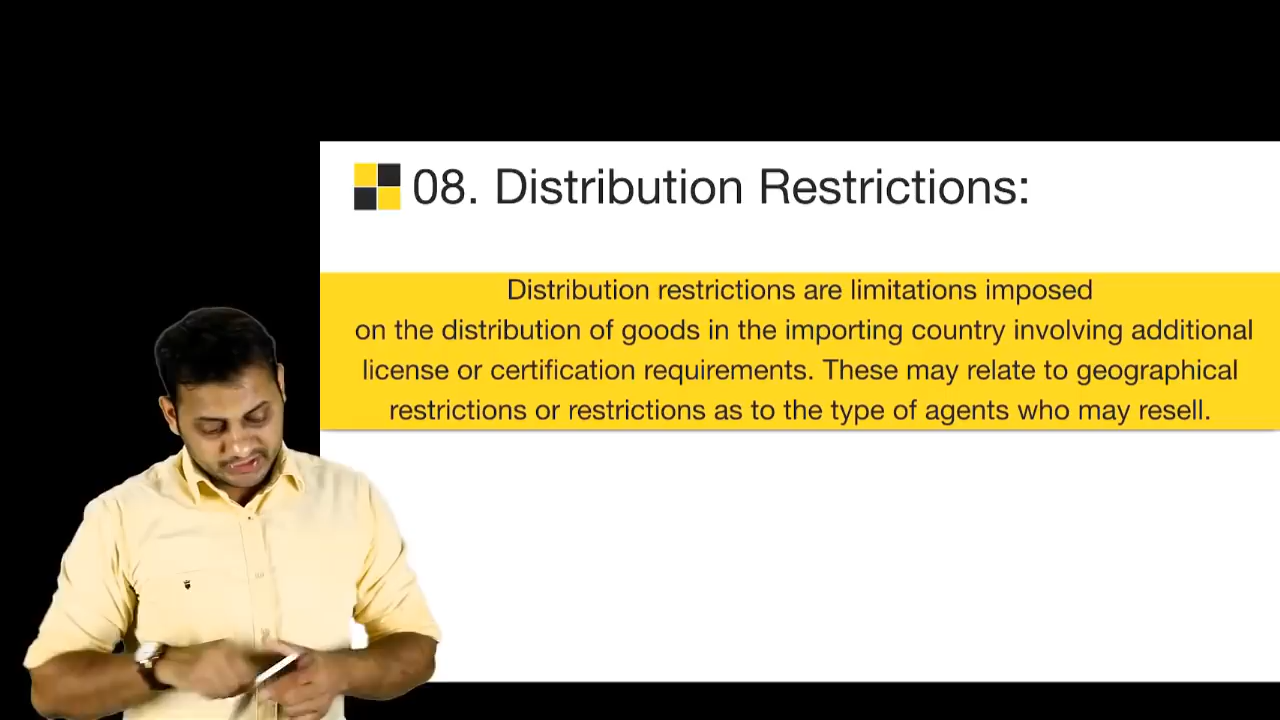 08. Distribution Restrictions:
Distribution restrictions are limitations imposed
on the distribution of goods in the importing country involving additional
license or certification requirements. These may relate to geographical
restrictions or restrictions as to the type of agents who may resell.